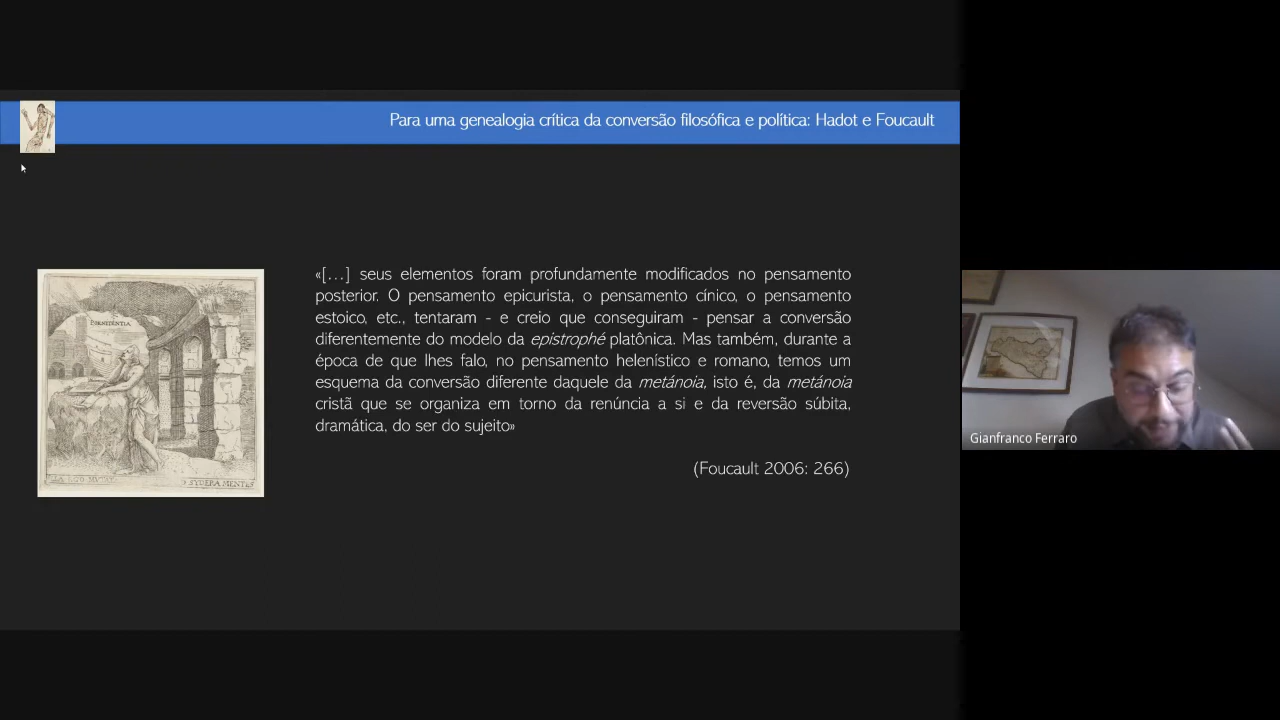 Para uma genealogia crítica da conversão filosófica e política: Hadot e Foucault
«[…] seus elementos foram profundamente modificados no pensamento
posterior. O pensamento epicurista, o pensamento cínico, o pensamento
estoico, etc., tentaram - e creio que conseguiram - pensar a conversão
diferentemente do modelo da epistrophé platônica. Mas também, durante a
época de que lhes falo, no pensamento helenístico e romano, temos um
esquema da conversão diferente daquele da metánoia, isto é, da metánoia
cristã que se organiza em torno da renúncia a si e da reversão súbita,
dramática, do ser do sujeito»
(Foucault 2006: 266)
Gianfranco Ferraro